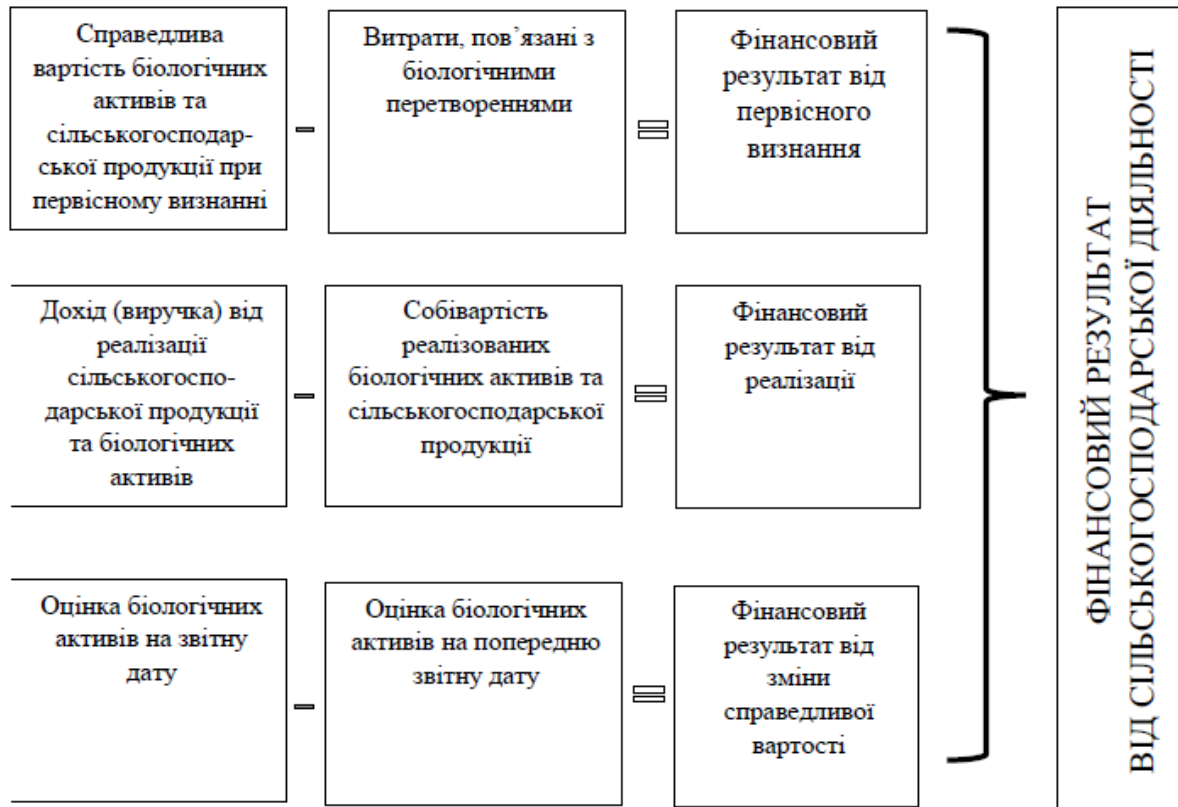 Справедлива
вартість біологічних
активів та
сільськогосподар-
ської продукції при
первісному визнанні
–
Витрати, пов’язані з
біологічними
перетвореннями
=
Фінансовий
результат від
первісного
визнання
Дохід (виручка) від
реалізації
сільськогоспо-
дарської продукції
та біологічних
активів
–
Собівартість
реалізованих
біологічних активів та
сільськогосподарської
продукції
=
Фінансовий
результат від
реалізації
Оцінка біологічних
активів на звітну
дату
–
Оцінка біологічних
активів на попередню
звітну дату
=
Фінансовий
результат від
зміни
справедливої
вартості
ФІНАНСОВИЙ РЕЗУЛЬТАТ
ВІД СІЛЬСЬКОГОСПОДАРСЬКОЇ ДІЯЛЬНОСТІ